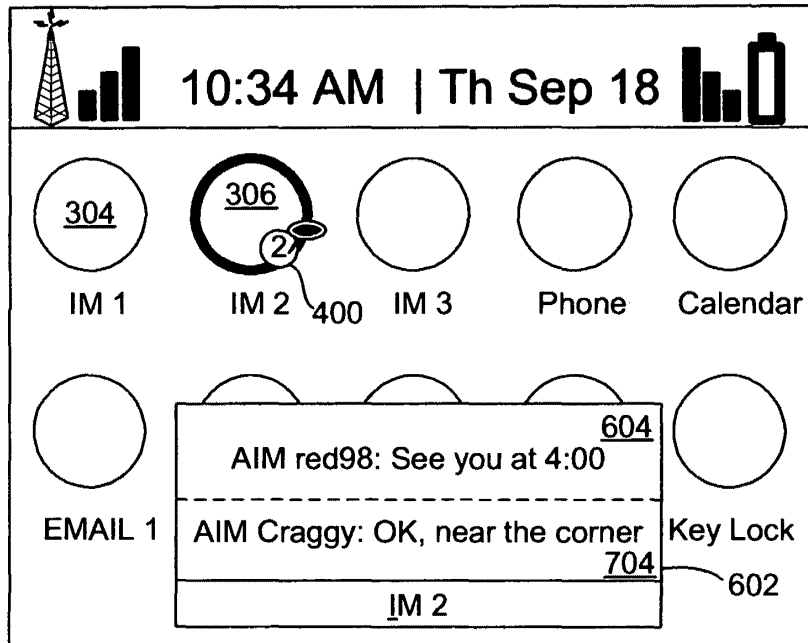 10:34 AM | Th Sep 18
304
306
2
IM 1
IM 2
400
IM 3
Phone
Calendar
604
AIM red98: See you at 4:00
EMAIL 1
AIM Craggy: OK, near the corner
Key Lock
704
602
IM 2